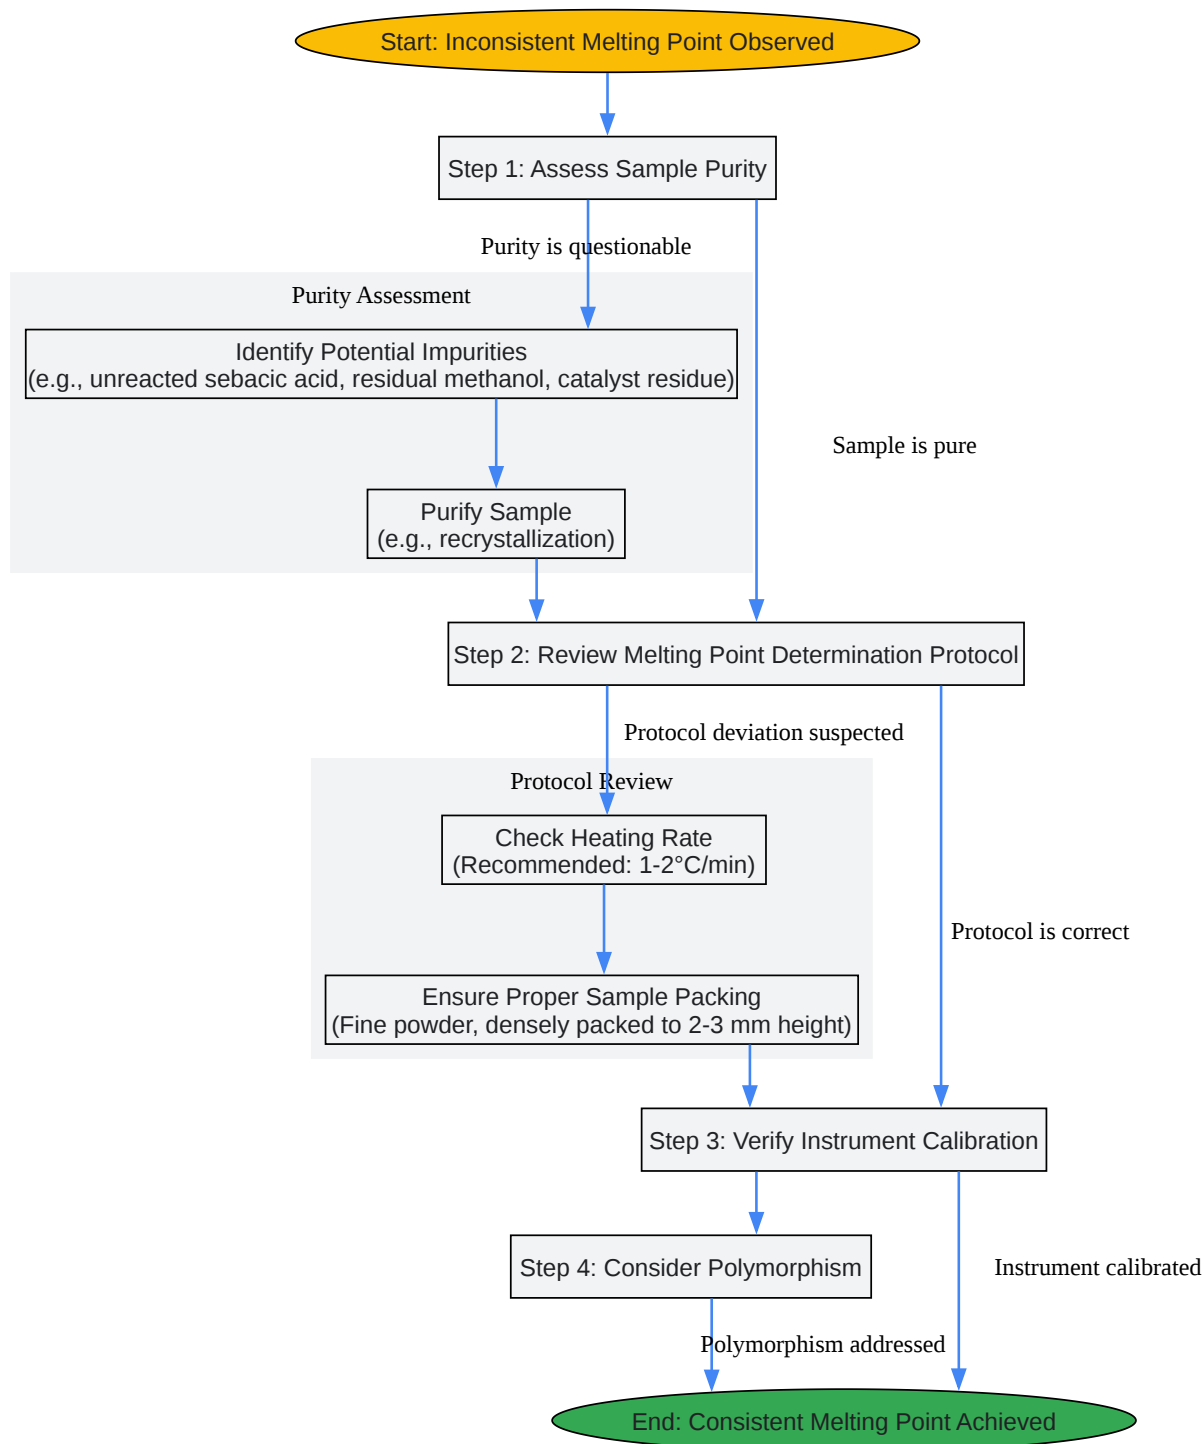 Start: Inconsistent Melting Point Observed
Step 1: Assess Sample Purity
Purity is questionable
Purity Assessment
Identify Potential Impurities
(e.g., unreacted sebacic acid, residual methanol, catalyst residue)
Sample is pure
Purify Sample
(e.g., recrystallization)
Step 2: Review Melting Point Determination Protocol
Protocol deviation suspected
Protocol Review
Check Heating Rate
(Recommended: 1-2°C/min)
Protocol is correct
Ensure Proper Sample Packing
(Fine powder, densely packed to 2-3 mm height)
Step 3: Verify Instrument Calibration
Step 4: Consider Polymorphism
Instrument calibrated
Polymorphism addressed
End: Consistent Melting Point Achieved